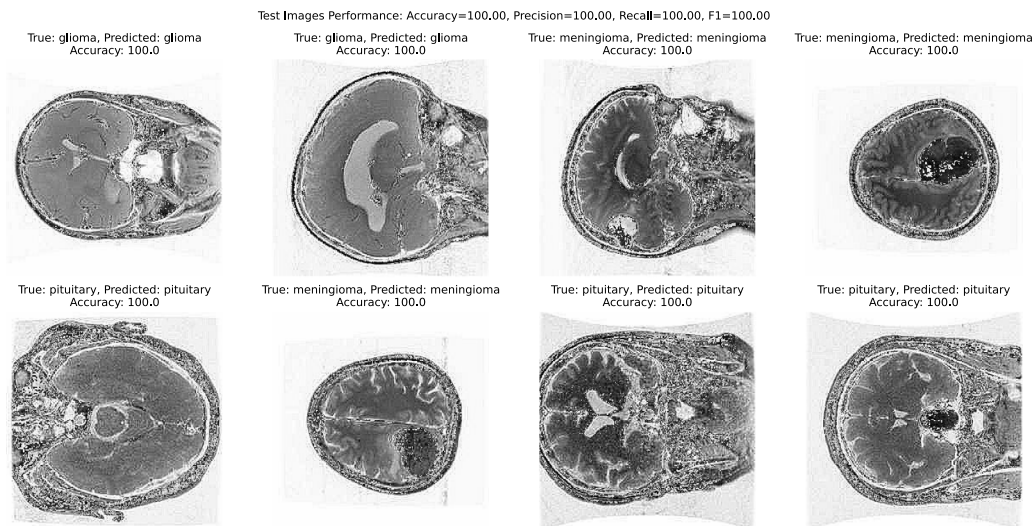 Test Images Performance: Accuracy=100.00, Precision=100.00, Recall=100.00, F1=100.00
True: glioma, Predicted: glioma
Accuracy: 100.0
True: glioma, Predicted: glioma
Accuracy: 100.0
True: meningioma, Predicted: meningioma
Accuracy: 100.0
True: meningioma, Predicted: meningioma
Accuracy: 100.0
True: pituitary, Predicted: pituitary
Accuracy: 100.0
True: meningioma, Predicted: meningioma
Accuracy: 100.0
True: pituitary, Predicted: pituitary
Accuracy: 100.0
True: pituitary, Predicted: pituitary
Accuracy: 100.0